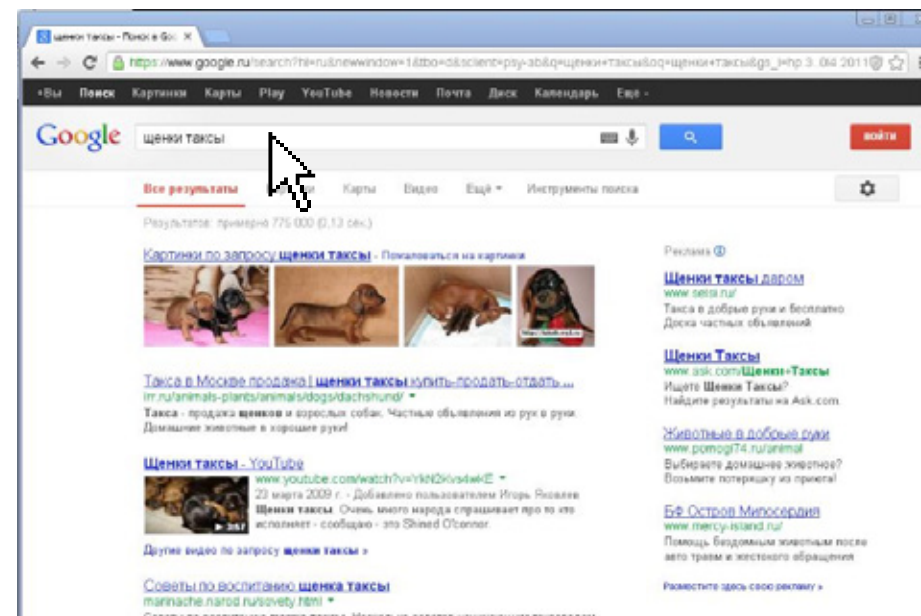 щенки таксы - Поиск в Goo
https://www.google.ru/search?hl=ru&newwindow=1&tbo=d&sclient=psy-ab&q=щенки+таксы&oq=щенки+таксы&gs_l=hp.3..0l4.2011
+Вы Поиск Картинки Карты Play YouTube Новости Почта Диск Календарь Ещё
Google щенки таксы ВОЙТИ
Все результаты Карты Видео Ещё Инструменты поиска
Результатов: примерно 775 000 (0,13 сек.)
Картинки по запросу щенки таксы - Пожаловаться на картинки
Такса в Москве продажа | щенки таксы купить-продать-отдать ...
irr.ru/animals-plants/animals/dogs/dachshund/
Такса - продажа щенков и взрослых собак. Частные объявления из рук в руки.
Домашние животные в хорошие руки!
Щенки таксы - YouTube
www.youtube.com/watch?v=
23 марта 2009 г. - Добавлено пользователем Игорь Яковлев
Щенки таксы. Очень много народа спрашивает про то кто
исполняет - сообщаю - это Shined O'connor.
Другие видео по запросу щенки таксы »
Советы по воспитанию щенка таксы
marinache.narod.ru/sovety.html
Реклама
Щенки таксы даром
www.seisi.ru/
Такса в добрые руки и бесплатно
Доска частных объявлений
Щенки Таксы
www.ask.com/Щенки+Таксы
Ищете Щенки Таксы?
Найдите результаты на Ask.com.
Животные в добрые руки
www.pomogi74.ru/animal
Выбираете домашнее животное?
Возьмите потеряшку из приюта!
БФ Остров Милосердия
www.mercy-island.ru/
Помощь бездомным животным после
авто травм и жестокого обращения
Разместите здесь свою рекламу »